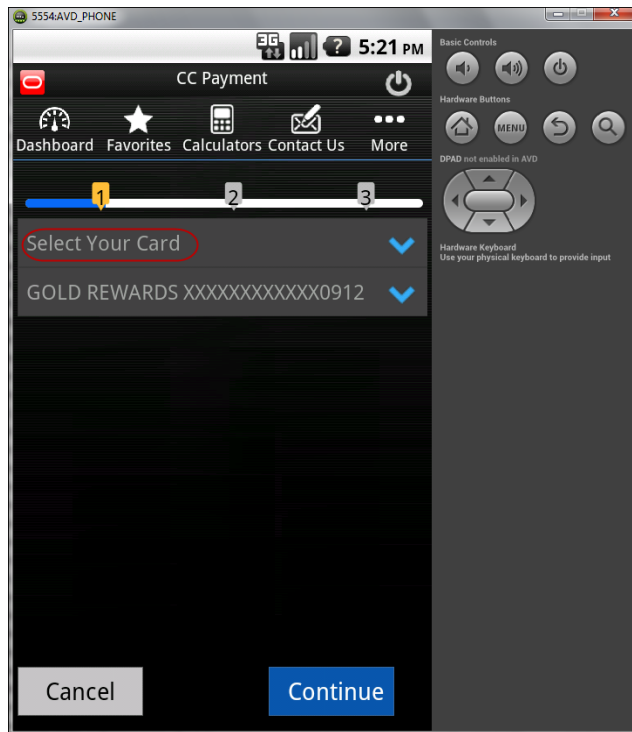 5554:AVD_PHONE
3G ? 5:21 PM
CC Payment
Dashboard Favorites Calculators Contact Us More
1 2 3
Select Your Card
GOLD REWARDS XXXXXXXXXXXX0912
Cancel Continue
Basic Controls
Hardware Buttons
MENU
DPAD not enabled in AVD
Hardware Keyboard
Use your physical keyboard to provide input